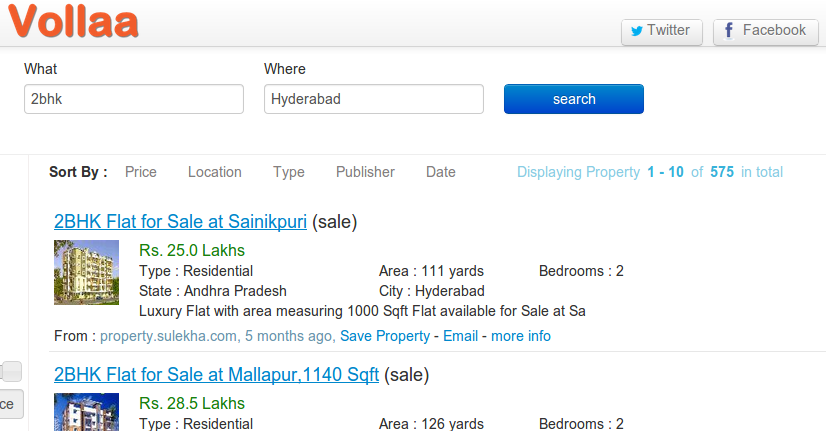 Vollaa
Twitter Facebook
What Where
2bhk Hyderabad search
Sort By : Price Location Type Publisher Date Displaying Property 1 - 10 of 575 in total
2BHK Flat for Sale at Sainikpuri (sale)
Rs. 25.0 Lakhs
Type : Residential Area : 111 yards Bedrooms : 2
State : Andhra Pradesh City : Hyderabad
Luxury Flat with area measuring 1000 Sqft Flat available for Sale at Sa
From : property.sulekha.com, 5 months ago, Save Property - Email - more info
2BHK Flat for Sale at Mallapur,1140 Sqft (sale)
ce Rs. 28.5 Lakhs
Type : Residential Area : 126 yards Bedrooms : 2